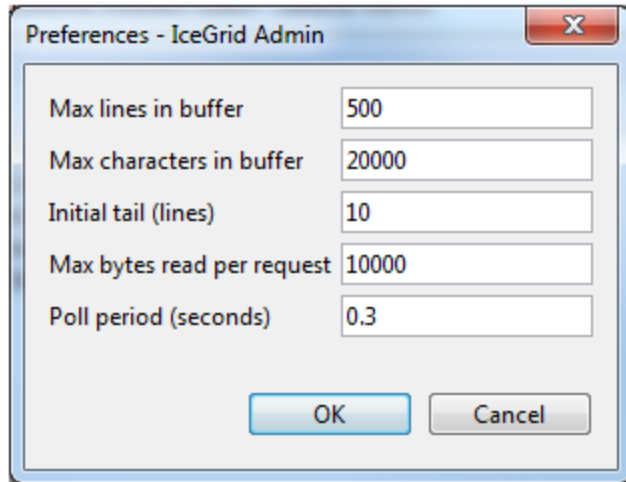 Preferences - IceGrid Admin
Max lines in buffer 500
Max characters in buffer 20000
Initial tail (lines) 10
Max bytes read per request 10000
Poll period (seconds) 0.3
OK Cancel